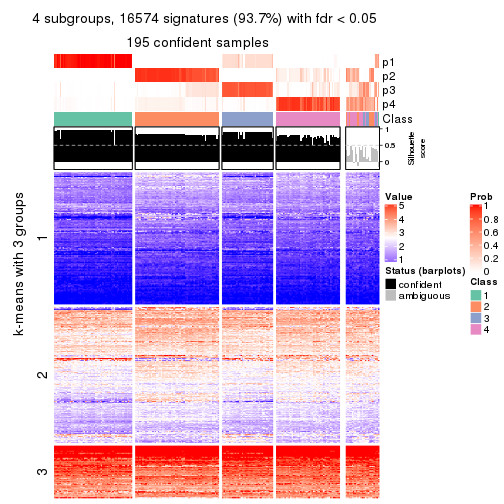 4 subgroups, 16574 signatures (93.7%) with fdr < 0.05
195 confident samples
p1
p2
p3
p4
Class
1
0.5
0
Silhouette
score
k-means with 3 groups
1
2
3
Value
5
4
3
2
1
Status (barplots)
confident
ambiguous
Prob
1
0.8
0.6
0.4
0.2
0
Class
1
2
3
4